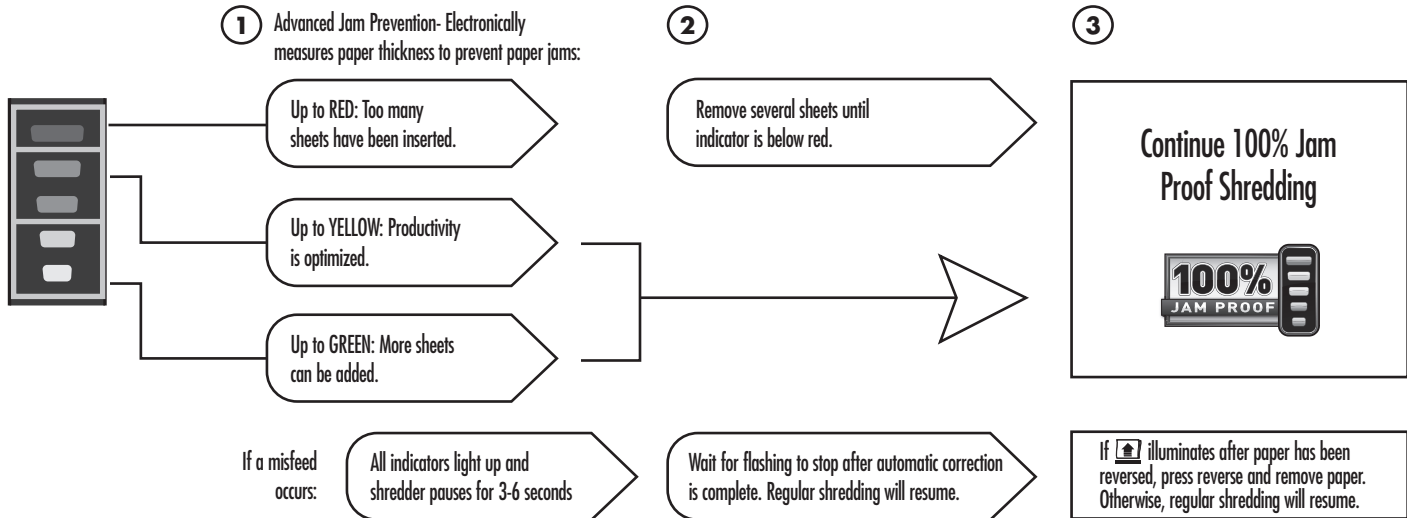 1
Advanced Jam Prevention- Electronically
measures paper thickness to prevent paper jams:
2
3
Up to RED: Too many
sheets have been inserted.
Remove several sheets until
indicator is below red.
Continue 100% Jam
Proof Shredding
100%
JAM PROOF
Up to YELLOW: Productivity
is optimized.
Up to GREEN: More sheets
can be added.
If a misfeed
occurs:
All indicators light up and
shredder pauses for 3-6 seconds
Wait for flashing to stop after automatic correction
is complete. Regular shredding will resume.
If illuminates after paper has been
reversed, press reverse and remove paper.
Otherwise, regular shredding will resume.